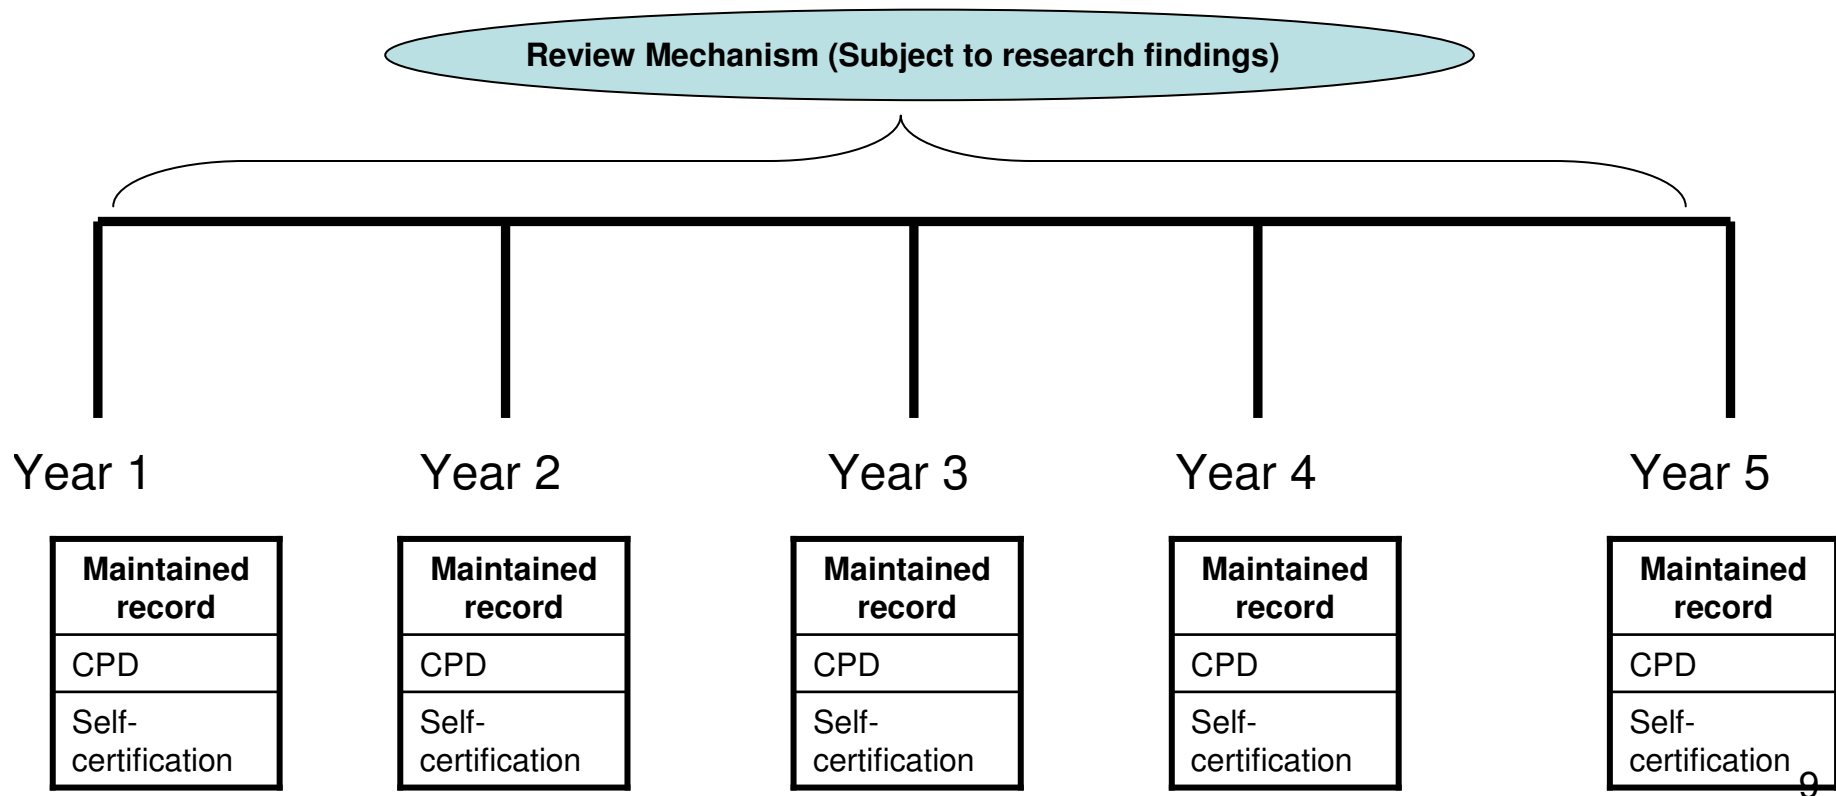 Review Mechanism (Subject to research findings)
Year 1
Year 2
Year 3
Year 4
Year 5
Maintained
record
CPD
Self-
certification
Maintained
record
CPD
Self-
certification
Maintained
record
CPD
Self-
certification
Maintained
record
CPD
Self-
certification
Maintained
record
CPD
Self-
certification
9